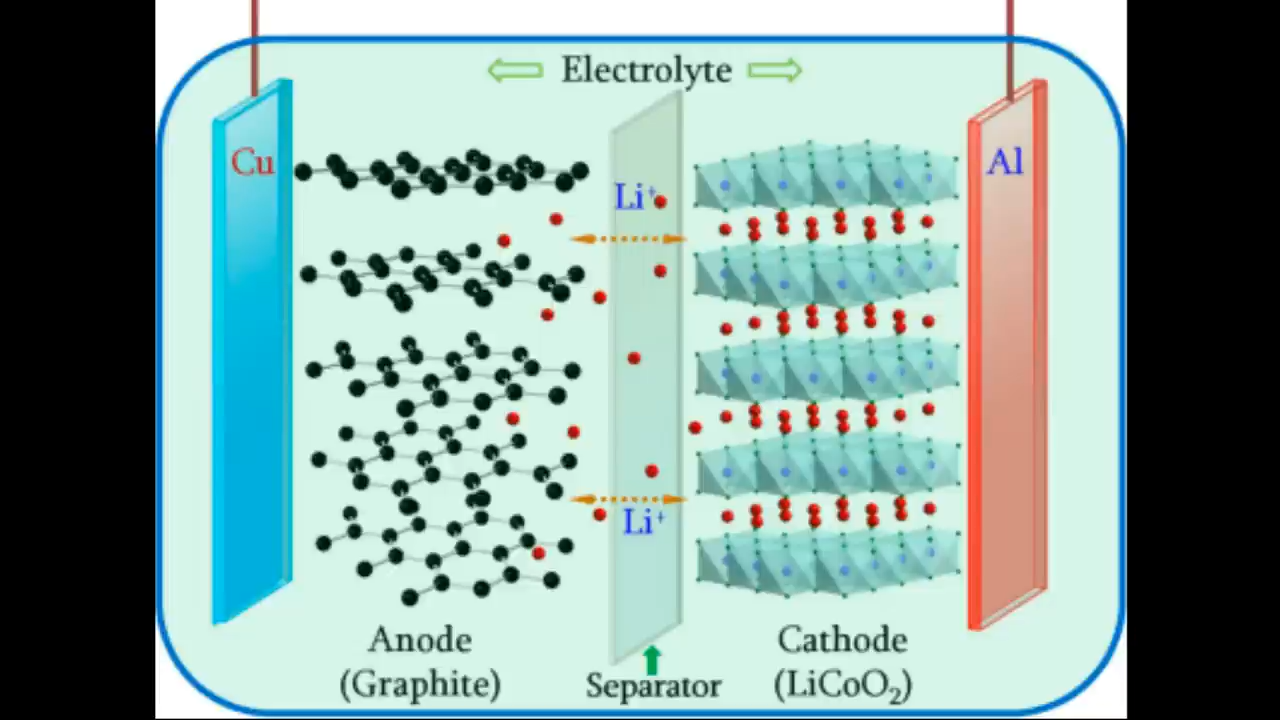 Electrolyte
Cu
Li⁺
Al
Li⁺
Anode
(Graphite)
Separator
Cathode
(LiCoO₂)